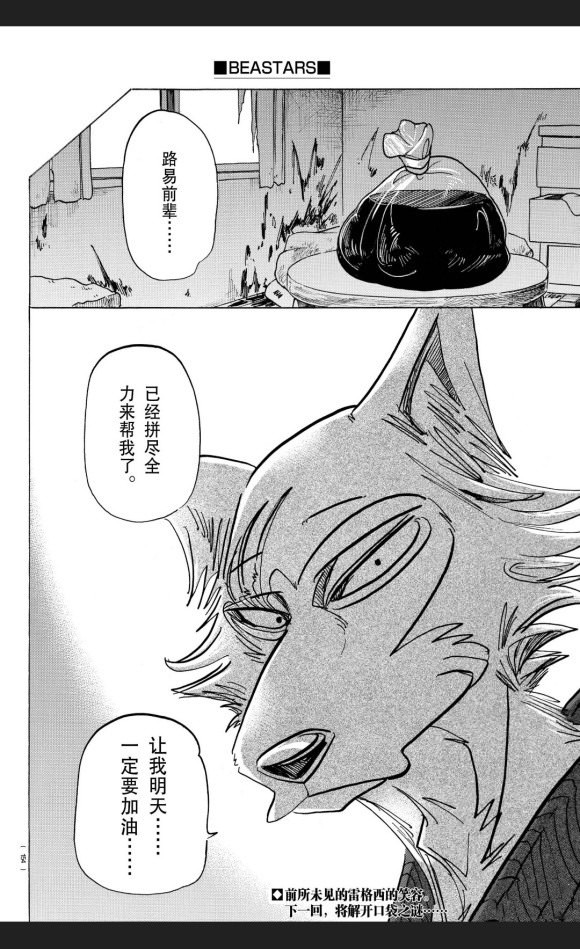 ■BEASTARS■
路易前辈……
已经拼尽全
力来帮我了。
让我明天……
一定要加油……
前所未见的雷格西的笑容。
下一回，将解开口袋之谜……